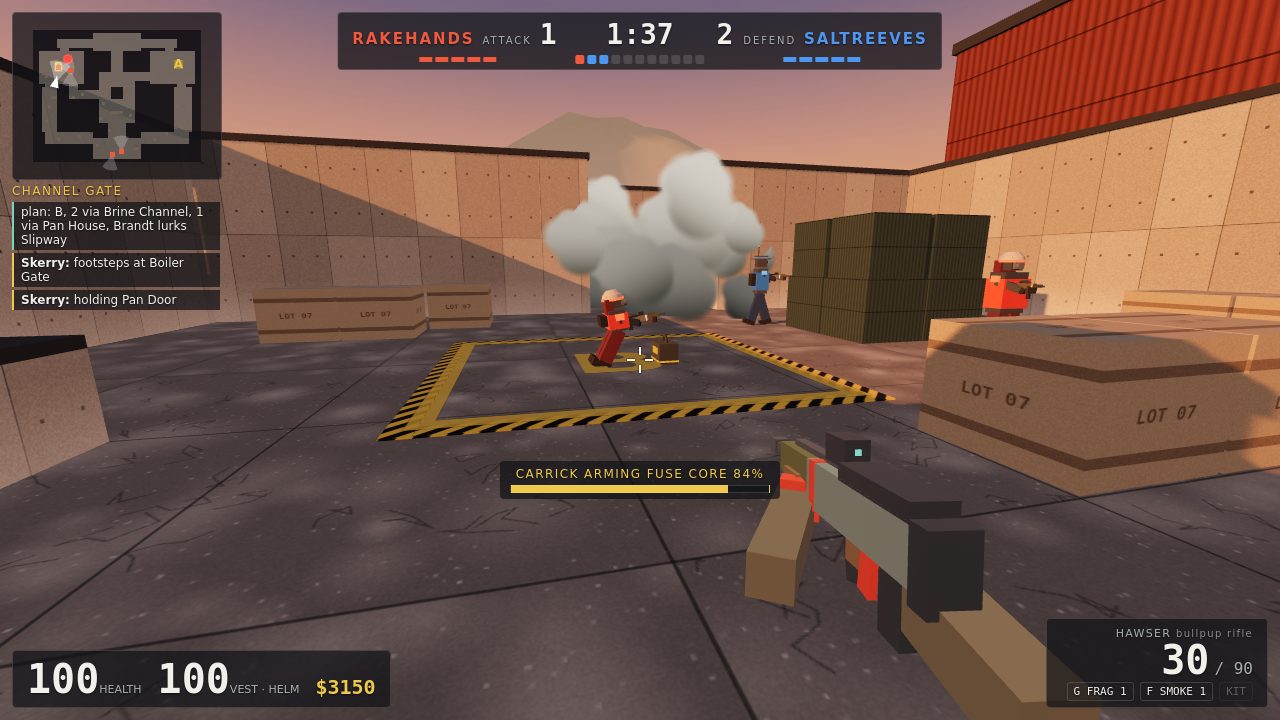 RAKEHANDS ATTACK 1 1:37 2 DEFEND SALTREEVES
A
B
CHANNEL GATE
plan: B, 2 via Brine Channel, 1
via Pan House, Brandt lurks
Slipway
Skerry: footsteps at Boiler
Gate
Skerry: holding Pan Door
LOT 07
LOT 07
LOT 07
LOT 07
LOT 07
CARRICK ARMING FUSE CORE 84%
100 HEALTH 100 VEST · HELM $3150
HAWSER bullpup rifle
30 / 90
G FRAG 1 F SMOKE 1 KIT